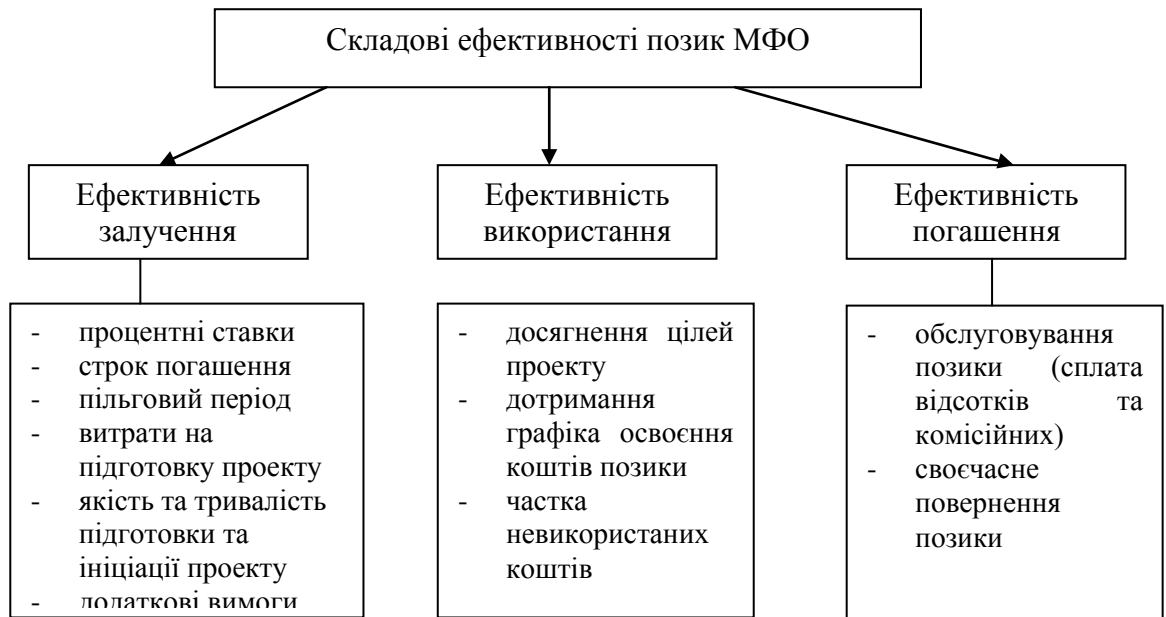 Складові ефективності позик МФО
Ефективність
залучення
Ефективність
використання
Ефективність
погашення
- процентні ставки
- строк погашення
- пільговий період
- витрати на
підготовку проекту
- якість та тривалість
підготовки та
ініціації проекту
- додаткові вимоги
- досягнення цілей
проекту
- дотримання
графіка освоєння
коштів позики
- частка
невикористаних
коштів
- обслуговування
позики (сплата
відсотків та
комісійних)
- своєчасне
повернення
позики